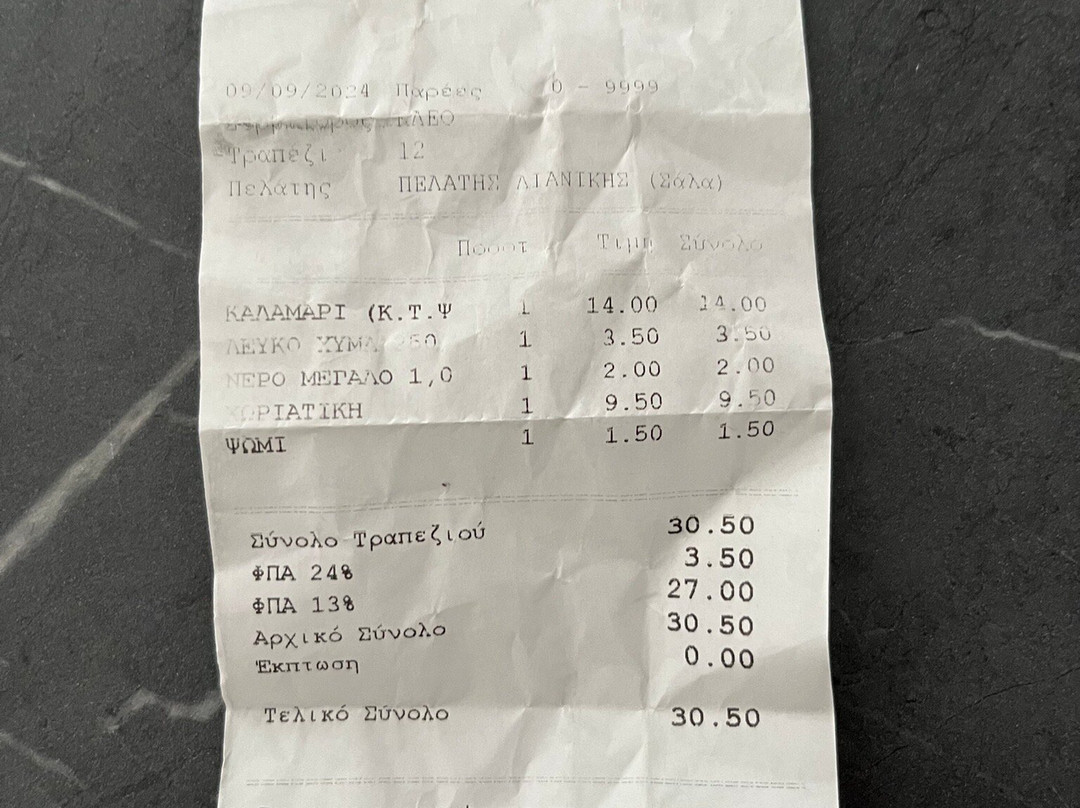 09/09/2024 Παρέες 0 - 9999
ΚΛΕΟ
Τραπέζι 12
Πελάτης ΠΕΛΑΤΗΣ ΛΙΑΝΙΚΗΣ (Σάλα)
Ποσοτ Τιμη Σύνολο
ΚΑΛΑΜΑΡΙ (Κ.Τ.Ψ 1 14.00 14.00
ΛΕΥΚΟ ΧΥΜΑ 1 3.50 3.50
ΝΕΡΟ ΜΕΓΑΛΟ 1,0 1 2.00 2.00
ΧΩΡΙΑΤΙΚΗ 1 9.50 9.50
ΨΩΜΙ 1 1.50 1.50
Σύνολο Τραπεζιού 30.50
ΦΠΑ 24% 3.50
ΦΠΑ 13% 27.00
Αρχικό Σύνολο 30.50
Έκπτωση 0.00
Τελικό Σύνολο 30.50